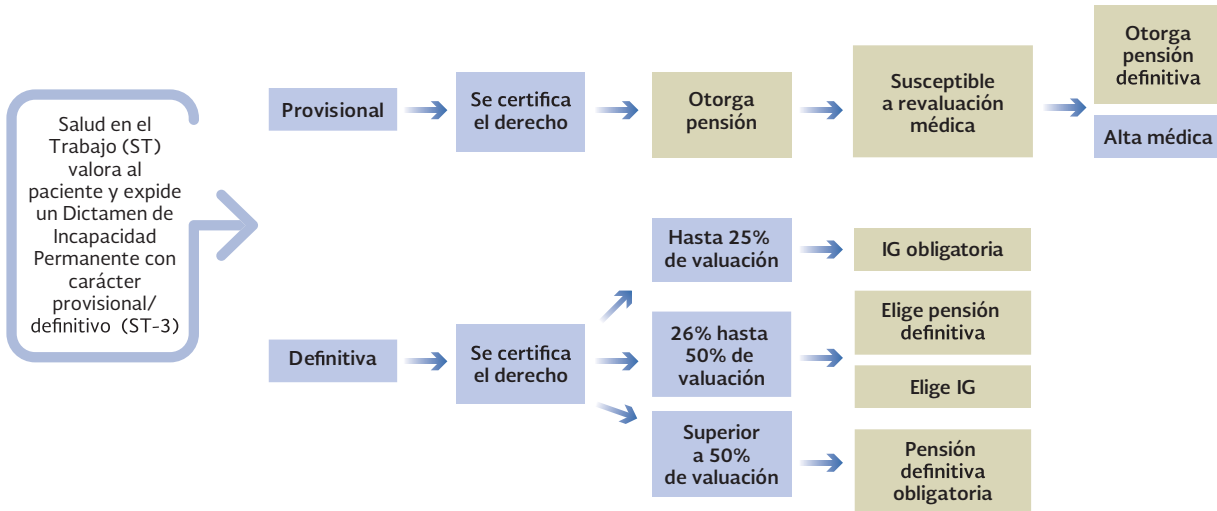 Salud en el
Trabajo (ST)
valora al
paciente y expide
un Dictamen de
Incapacidad
Permanente con
carácter
provisional/
definitivo (ST-3)
Provisional
Se certifica
el derecho
Otorga
pensión
Susceptible
a revaluación
médica
Otorga
pensión
definitiva
Alta médica
Definitiva
Se certifica
el derecho
Hasta 25%
de valuación
IG obligatoria
26% hasta
50% de
valuación
Elige pensión
definitiva
Elige IG
Superior
a 50%
de valuación
Pensión
definitiva
obligatoria